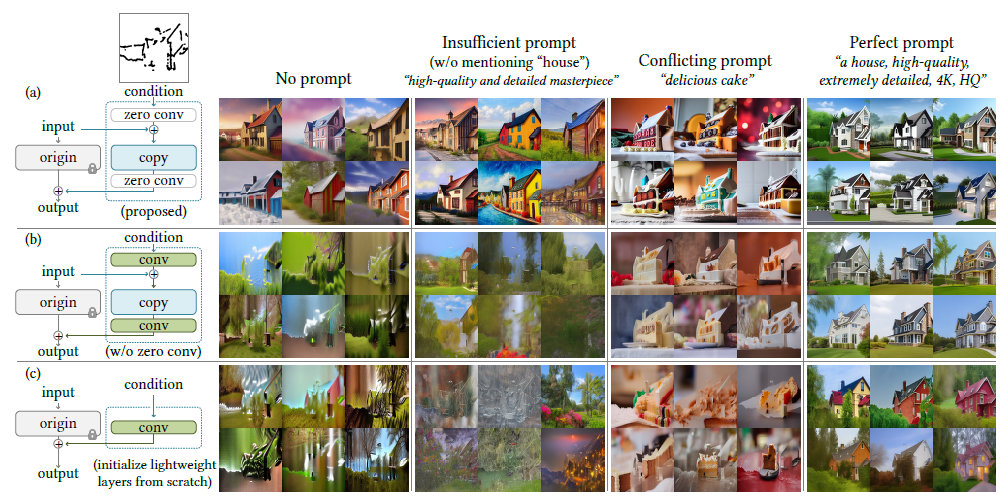 No prompt
Insufficient prompt
(w/o mentioning “house”)
“high-quality and detailed masterpiece”
Conflicting prompt
“delicious cake”
Perfect prompt
“a house, high-quality,
extremely detailed, 4K, HQ”
(a)
condition
zero conv
input
origin
copy
zero conv
output
(proposed)
(b)
condition
conv
input
origin
copy
conv
output
(w/o zero conv)
(c)
input
condition
origin
conv
output
(initialize lightweight
layers from scratch)